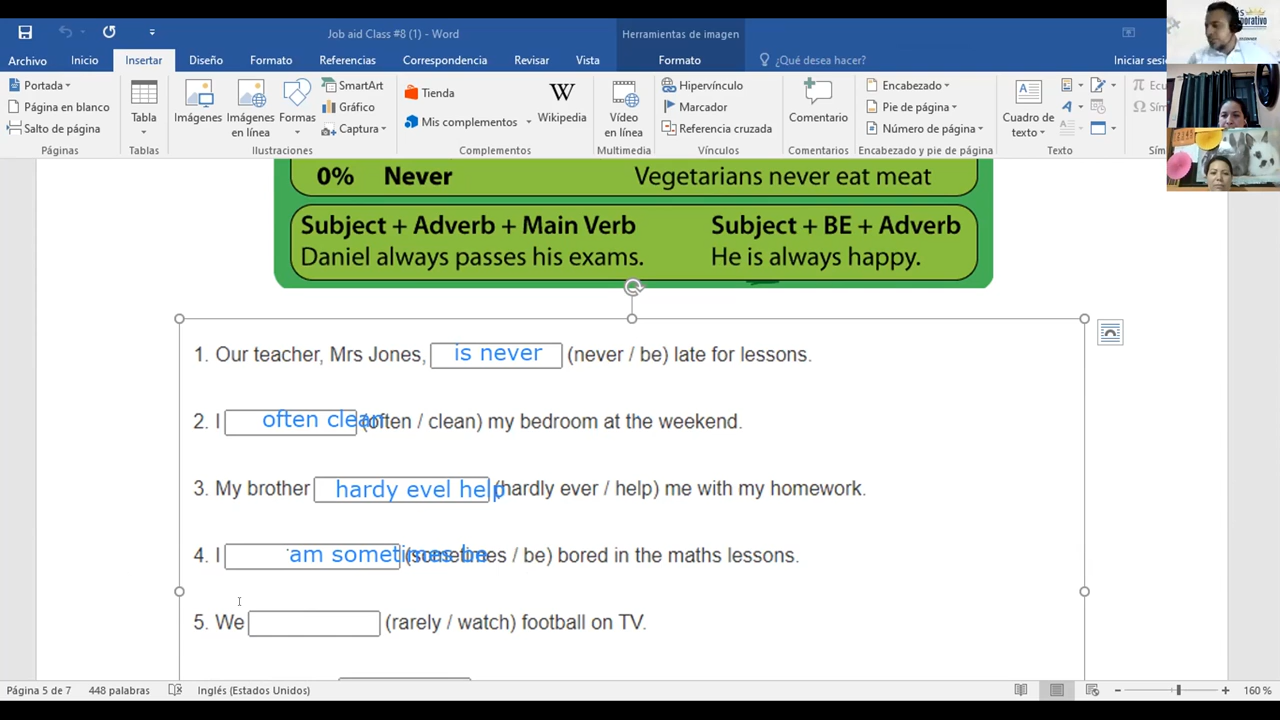 Job aid Class #8 (1) - Word
Herramientas de imagen
Archivo Inicio Insertar Diseño Formato Referencias Correspondencia Revisar Vista Formato ¿Qué desea hacer? Iniciar sesi
Portada
Página en blanco
Salto de página
Páginas
Tabla
Tablas
Imágenes
Imágenes en línea
Formas
SmartArt
Gráfico
Captura
Ilustraciones
Tienda
Mis complementos
Wikipedia
Complementos
Vídeo en línea
Multimedia
Hipervínculo
Marcador
Referencia cruzada
Vínculos
Comentario
Comentarios
Encabezado
Pie de página
Número de página
Encabezado y pie de página
Cuadro de texto
Texto
0% Never Vegetarians never eat meat
Subject + Adverb + Main Verb Subject + BE + Adverb
Daniel always passes his exams. He is always happy.
1. Our teacher, Mrs Jones, is never (never / be) late for lessons.
2. I often clean (often / clean) my bedroom at the weekend.
3. My brother hardy evel help (hardly ever / help) me with my homework.
4. I am sometimes be (sometimes / be) bored in the maths lessons.
5. We (rarely / watch) football on TV.
Página 5 de 7 448 palabras Inglés (Estados Unidos) 160 %